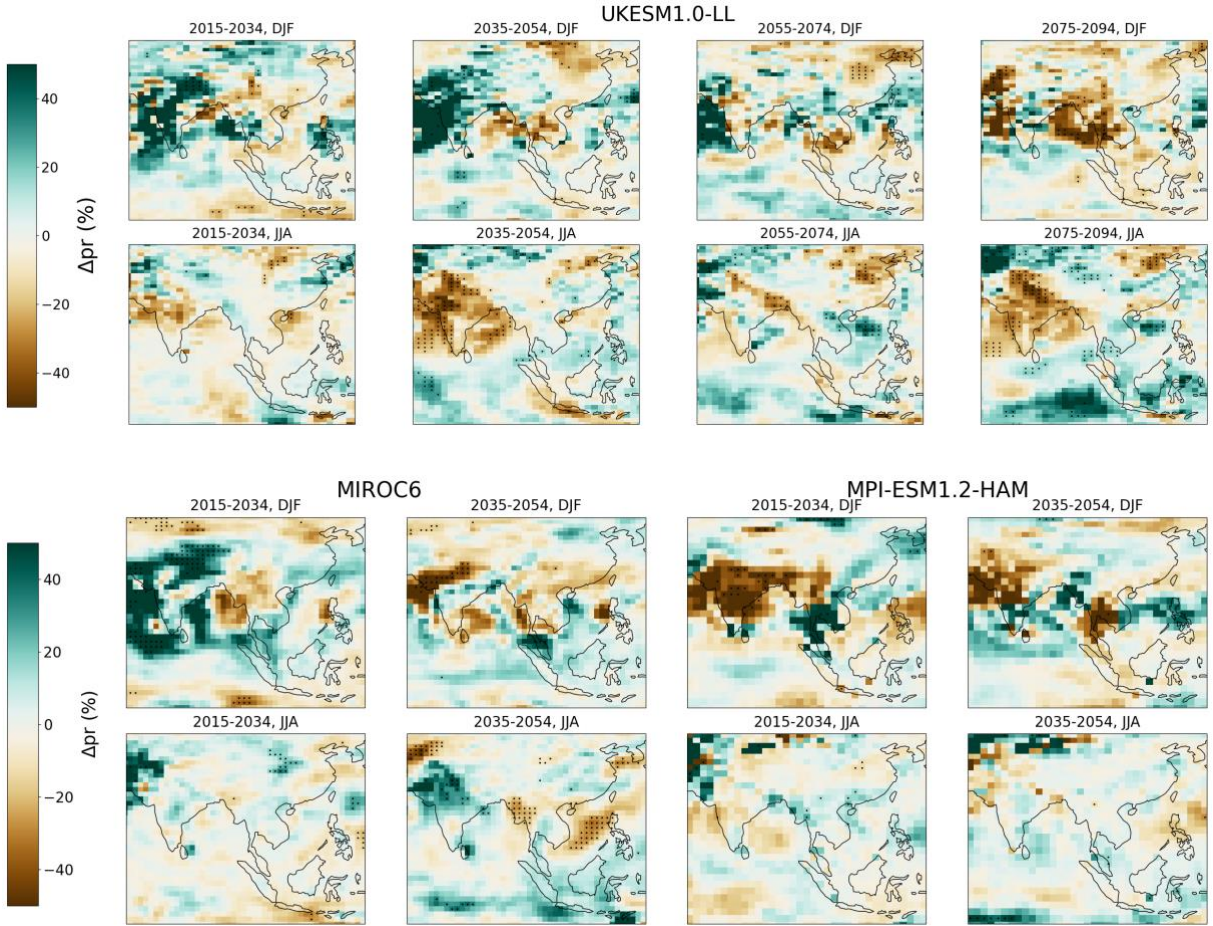 UKESM1.0-LL
2015-2034, DJF
2035-2054, DJF
2055-2074, DJF
2075-2094, DJF
40
20
0
−20
−40
Δpr (%)
2015-2034, JJA
2035-2054, JJA
2055-2074, JJA
2075-2094, JJA
MIROC6
MPI-ESM1.2-HAM
2015-2034, DJF
2035-2054, DJF
2015-2034, DJF
2035-2054, DJF
40
20
0
−20
−40
Δpr (%)
2015-2034, JJA
2035-2054, JJA
2015-2034, JJA
2035-2054, JJA